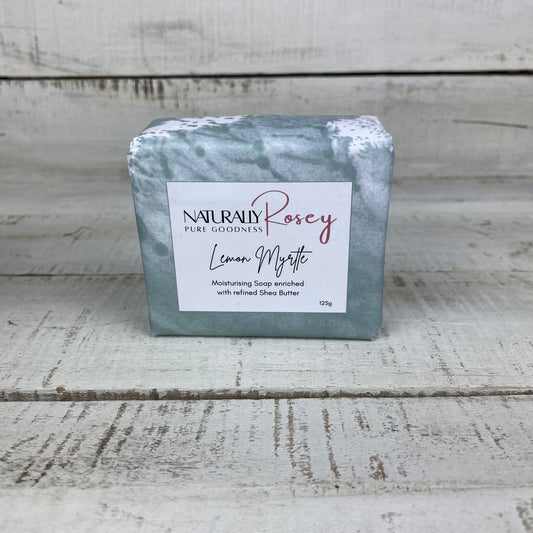 NATURALLY Rosey
PURE GOODNESS
Lemon Myrtle
Moisturising Soap enriched
with refined Shea Butter
125g